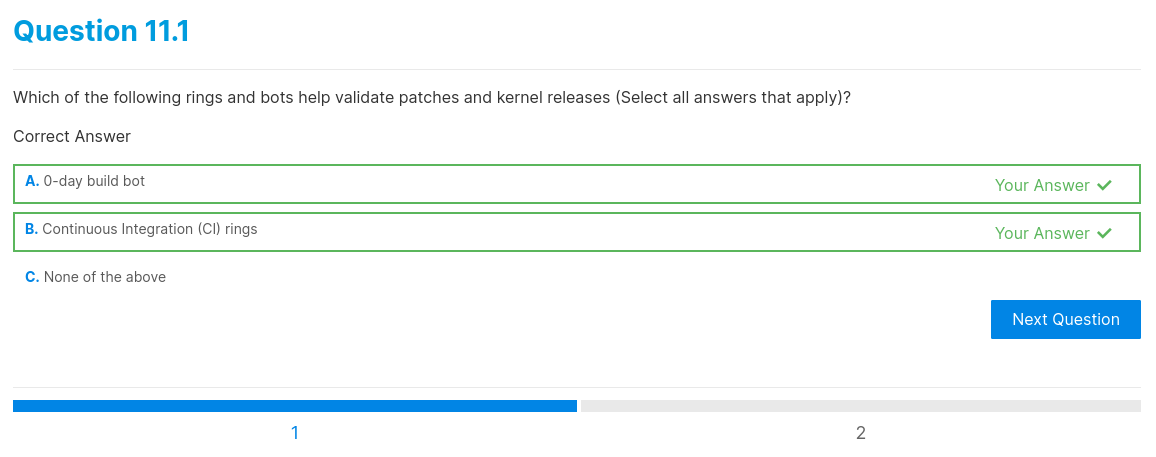 Question 11.1
Which of the following rings and bots help validate patches and kernel releases (Select all answers that apply)?
Correct Answer
A. 0-day build bot
Your Answer ✔
B. Continuous Integration (CI) rings
Your Answer ✔
C. None of the above
Next Question
1
2